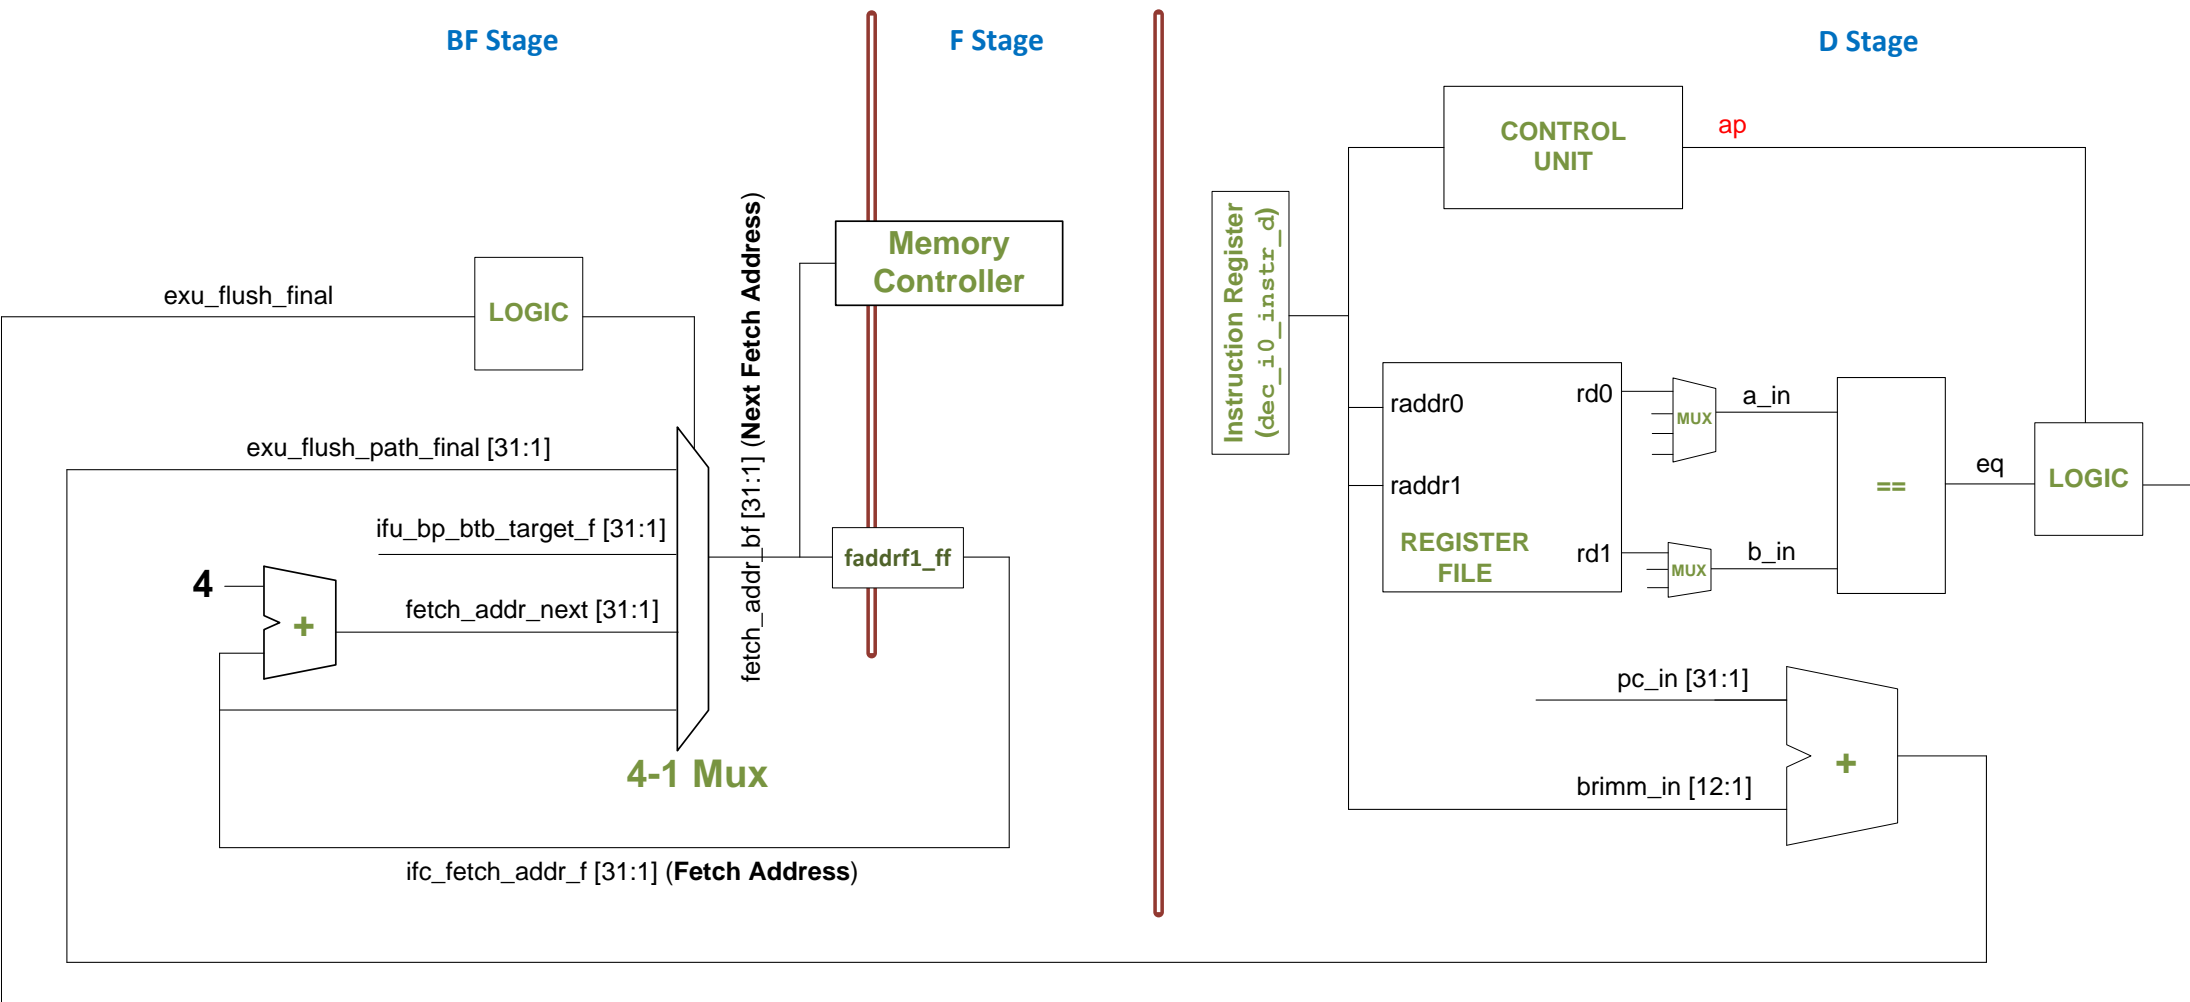 BF Stage
F Stage
D Stage
CONTROL
UNIT
ap
Instruction Register
(dec_i0_instr_d)
Memory
Controller
exu_flush_final
LOGIC
fetch_addr_bf [31:1] (Next Fetch Address)
exu_flush_path_final [31:1]
ifu_bp_btb_target_f [31:1]
4
+
fetch_addr_next [31:1]
faddrf1_ff
4-1 Mux
ifc_fetch_addr_f [31:1] (Fetch Address)
raddr0
rd0
MUX
a_in
raddr1
REGISTER
FILE
rd1
MUX
b_in
==
eq
LOGIC
pc_in [31:1]
+
brimm_in [12:1]